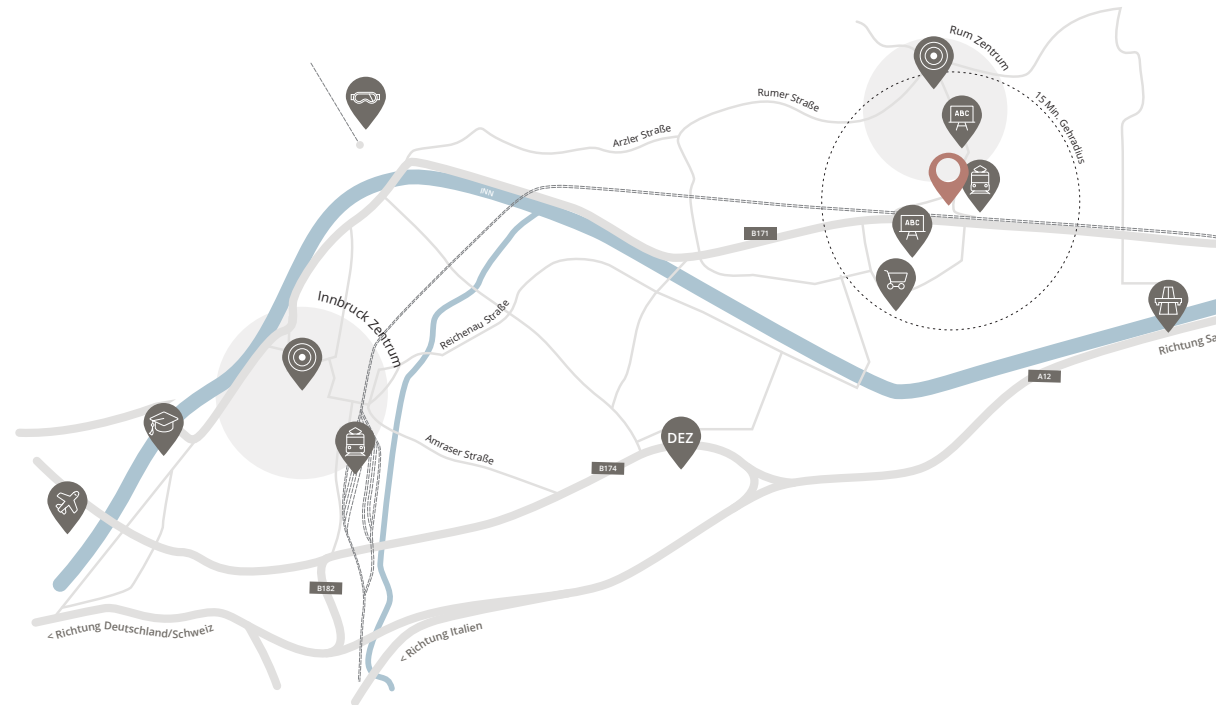 Rum Zentrum
15 Min. Gehradius
Rumer Straße
ABC
Arzler Straße
INN
ABC
B171
Innbruck Zentrum
Reichenau Straße
Richtung Sa
A12
DEZ
Amraser Straße
B174
B182
< Richtung Deutschland/Schweiz
< Richtung Italien